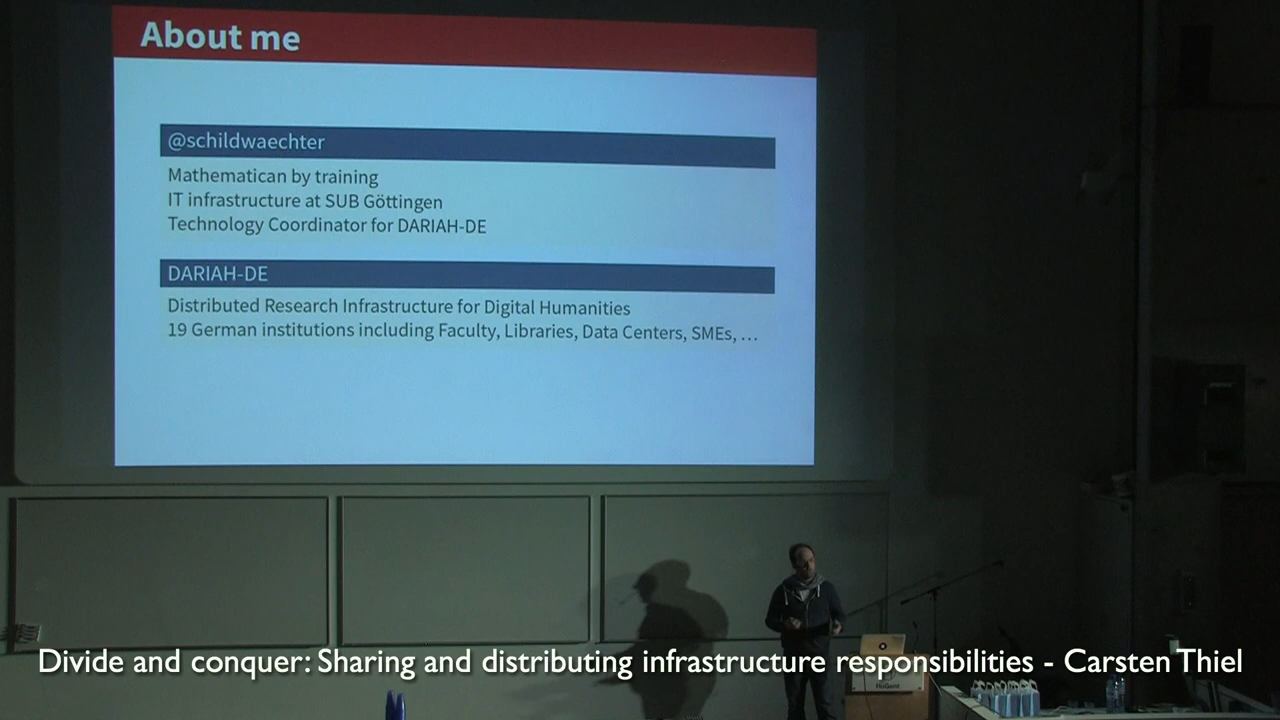 About me
@schildwaechter
Mathematican by training
IT infrastructure at SUB Göttingen
Technology Coordinator for DARIAH-DE
DARIAH-DE
Distributed Research Infrastructure for Digital Humanities
19 German institutions including Faculty, Libraries, Data Centers, SMEs, …
Divide and conquer: Sharing and distributing infrastructure responsibilities - Carsten Thiel
HoGent